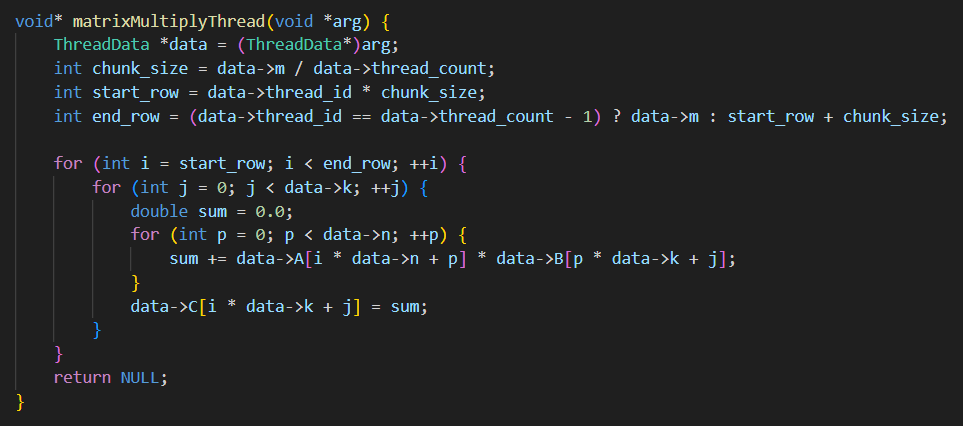 void* matrixMultiplyThread(void *arg) {
    ThreadData *data = (ThreadData*)arg;
    int chunk_size = data->m / data->thread_count;
    int start_row = data->thread_id * chunk_size;
    int end_row = (data->thread_id == data->thread_count - 1) ? data->m : start_row + chunk_size;

    for (int i = start_row; i < end_row; ++i) {
        for (int j = 0; j < data->k; ++j) {
            double sum = 0.0;
            for (int p = 0; p < data->n; ++p) {
                sum += data->A[i * data->n + p] * data->B[p * data->k + j];
            }
            data->C[i * data->k + j] = sum;
        }
    }
    return NULL;
}